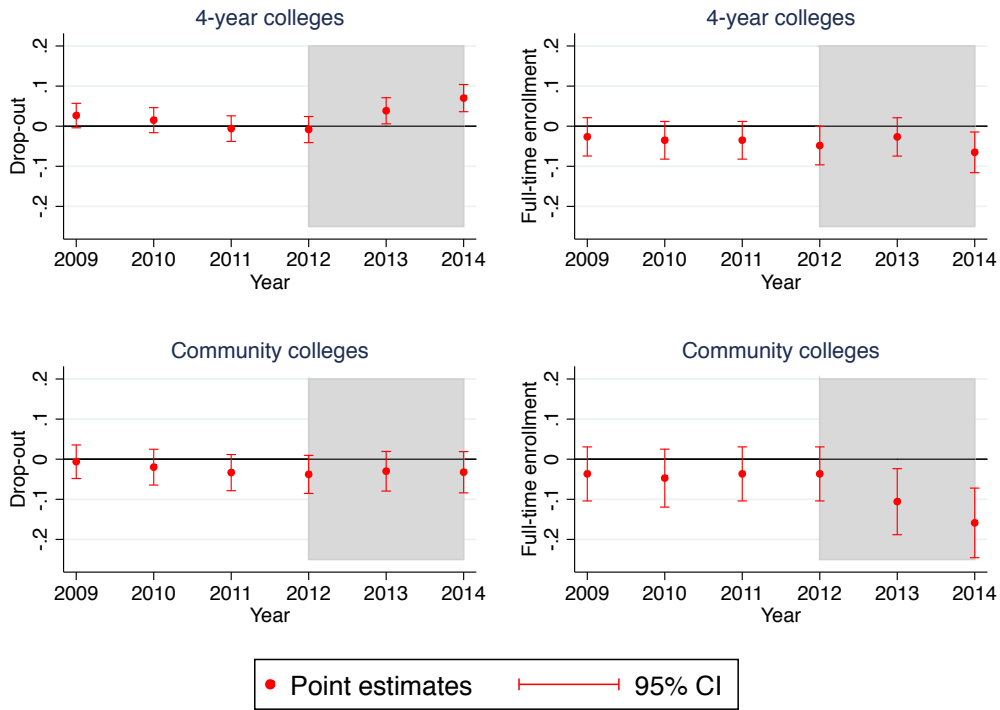 4-year colleges
Drop-out
.2
.1
0
-.1
-.2
2009 2010 2011 2012 2013 2014
Year
4-year colleges
Full-time enrollment
.2
.1
0
-.1
-.2
2009 2010 2011 2012 2013 2014
Year
Community colleges
Drop-out
.2
.1
0
-.1
-.2
2009 2010 2011 2012 2013 2014
Year
Community colleges
Full-time enrollment
.2
.1
0
-.1
-.2
2009 2010 2011 2012 2013 2014
Year
Point estimates 95% CI